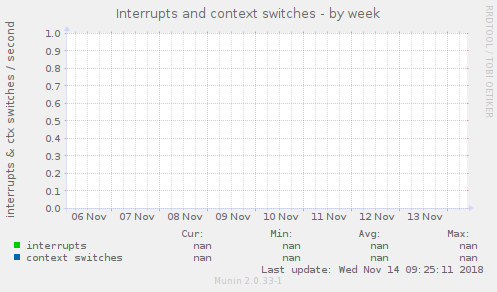 Interrupts and context switches - by week
RRDTOOL / TOBI OETIKER
interrupts & ctx switches / second
1.0
0.9
0.8
0.7
0.6
0.5
0.4
0.3
0.2
0.1
0.0
06 Nov 07 Nov 08 Nov 09 Nov 10 Nov 11 Nov 12 Nov 13 Nov
Cur: Min: Avg: Max:
interrupts nan nan nan nan
context switches nan nan nan nan
Last update: Wed Nov 14 09:25:11 2018
Munin 2.0.33-1